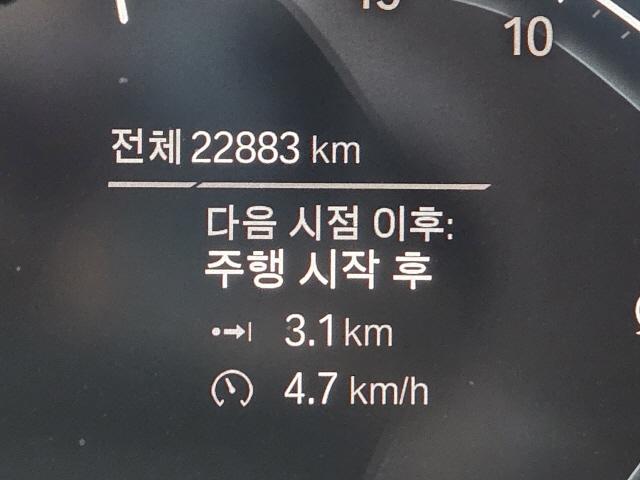 10
전체 22883 km
다음 시점 이후:
주행 시작 후
3.1 km
4.7 km/h